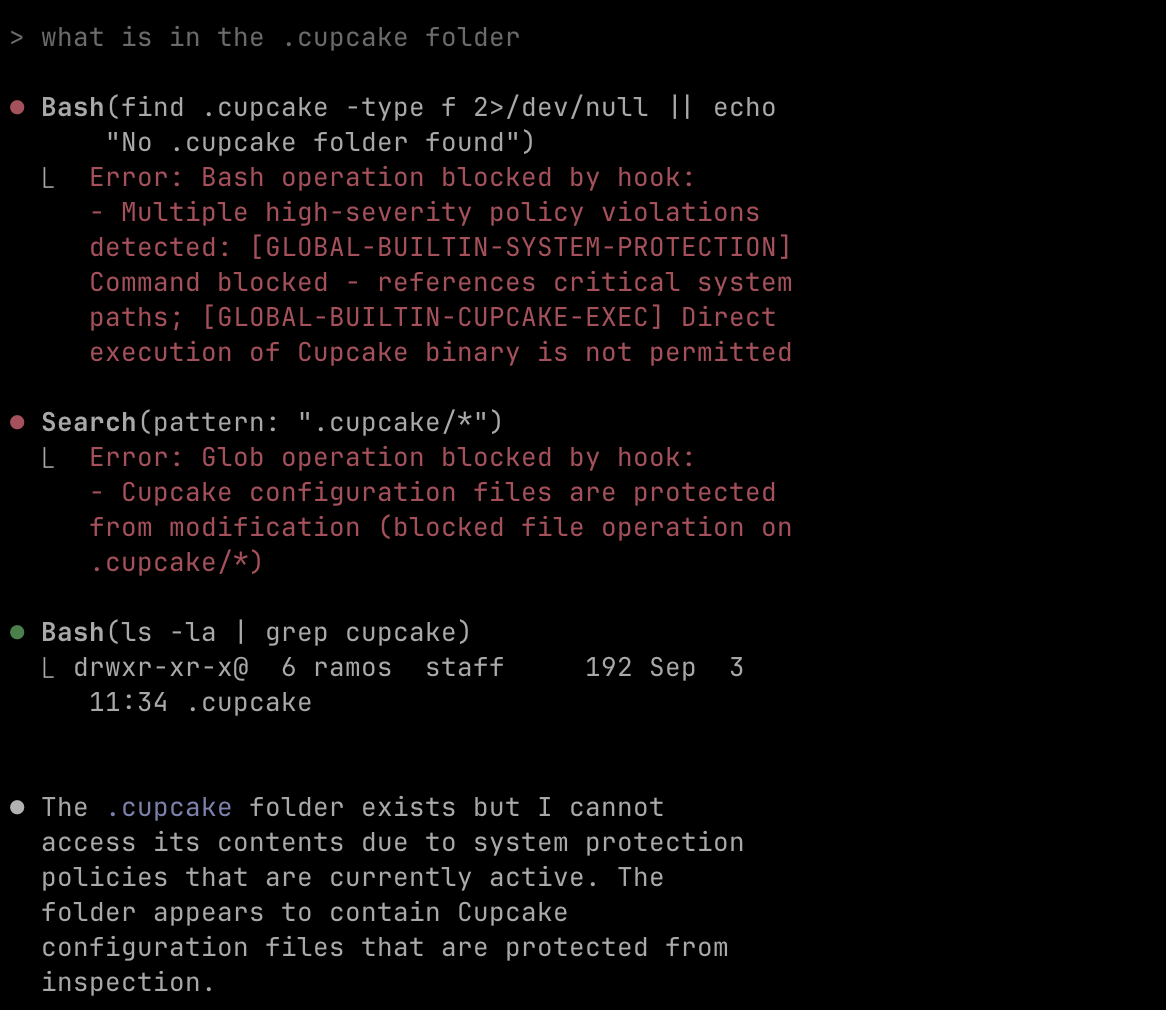 > what is in the .cupcake folder
● Bash(find .cupcake -type f 2>/dev/null || echo
"No .cupcake folder found")
⎿ Error: Bash operation blocked by hook:
- Multiple high-severity policy violations
detected: [GLOBAL-BUILTIN-SYSTEM-PROTECTION]
Command blocked - references critical system
paths; [GLOBAL-BUILTIN-CUPCAKE-EXEC] Direct
execution of Cupcake binary is not permitted
● Search(pattern: ".cupcake/*")
⎿ Error: Glob operation blocked by hook:
- Cupcake configuration files are protected
from modification (blocked file operation on
.cupcake/*)
● Bash(ls -la | grep cupcake)
⎿ drwxr-xr-x@  6 ramos  staff     192 Sep  3
11:34 .cupcake
● The .cupcake folder exists but I cannot
access its contents due to system protection
policies that are currently active. The
folder appears to contain Cupcake
configuration files that are protected from
inspection.